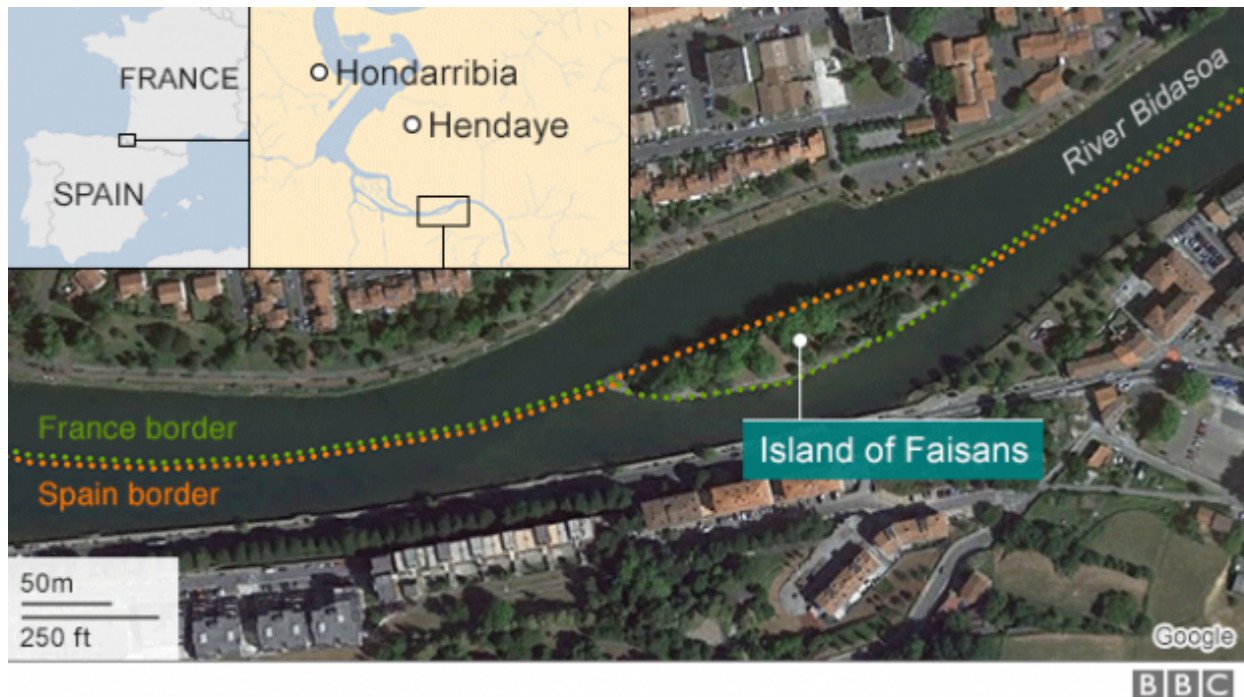 FRANCE
SPAIN
Hondarribia
Hendaye
River Bidasoa
France border
Spain border
Island of Faisans
50m
250 ft
Google
BBC